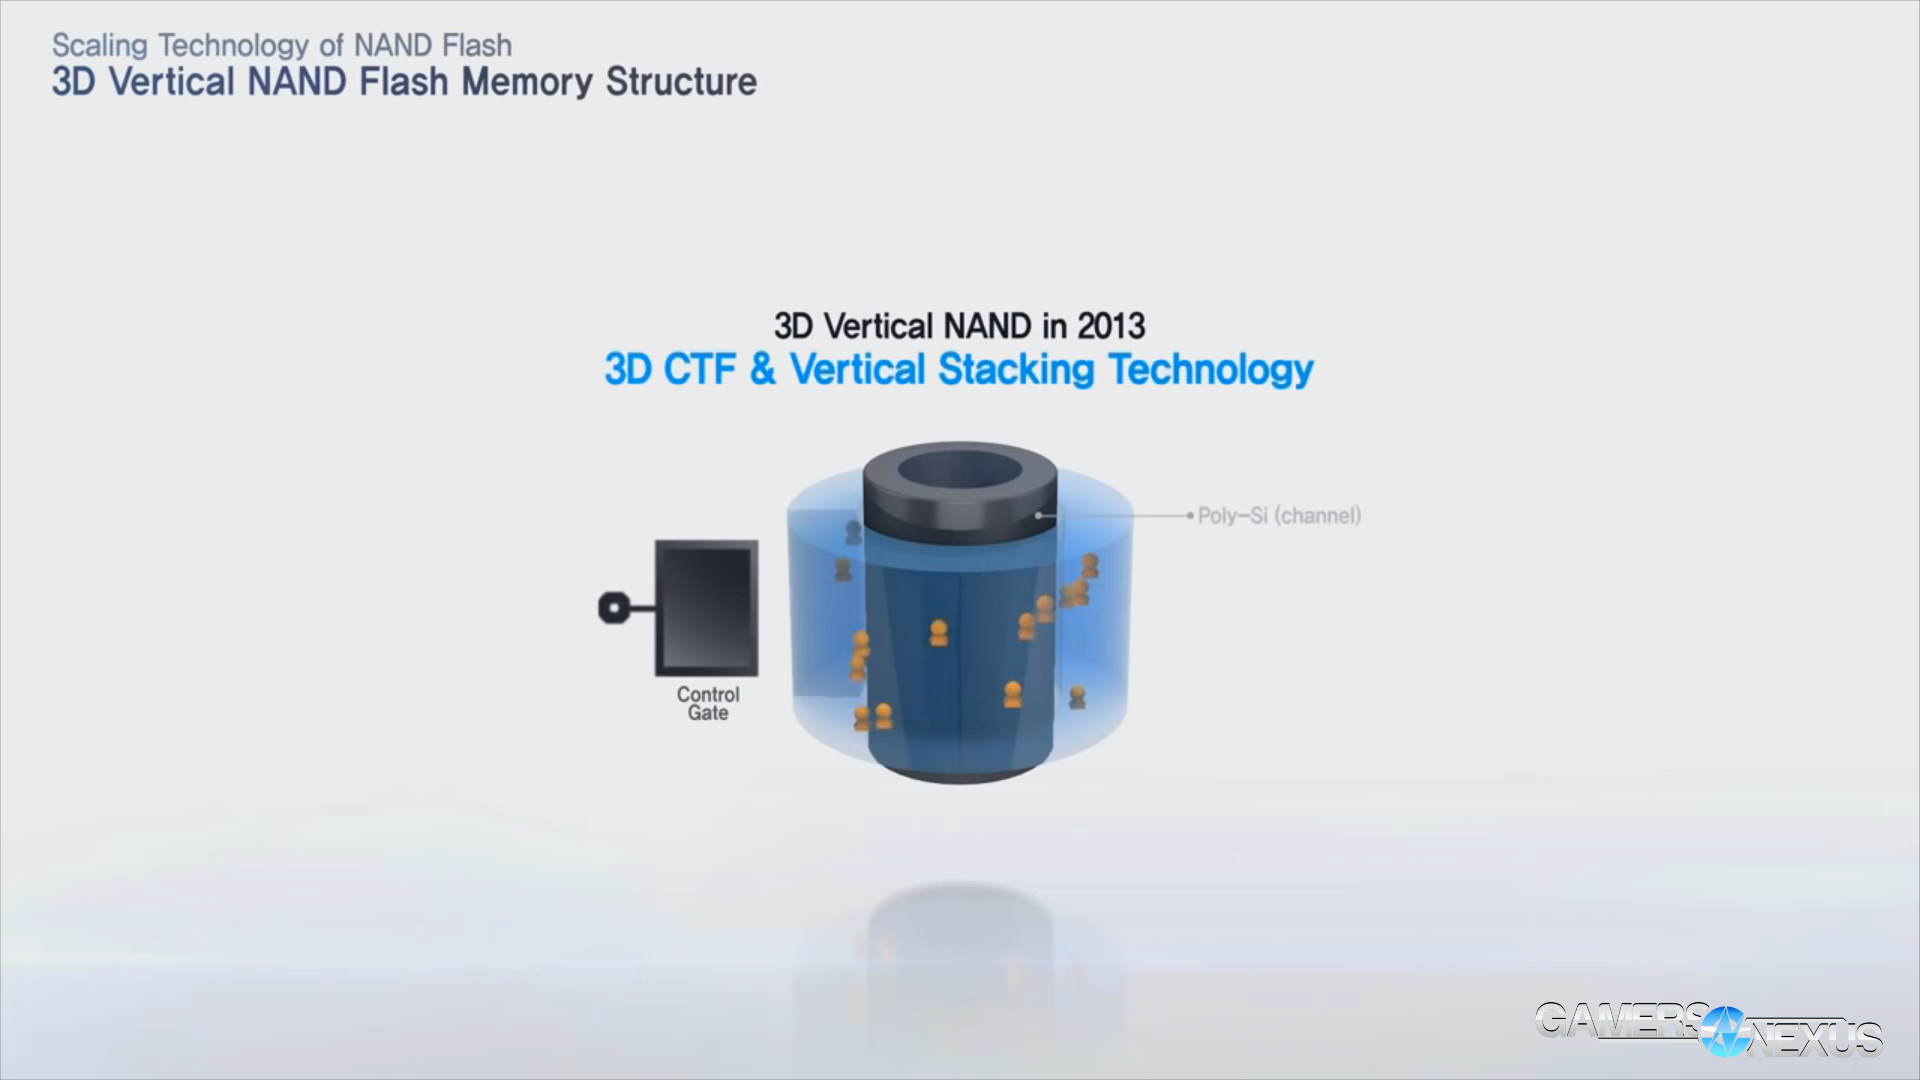 Scaling Technology of NAND Flash
3D Vertical NAND Flash Memory Structure
3D Vertical NAND in 2013
3D CTF & Vertical Stacking Technology
Poly-Si (channel)
Control
Gate
GAMERS NEXUS